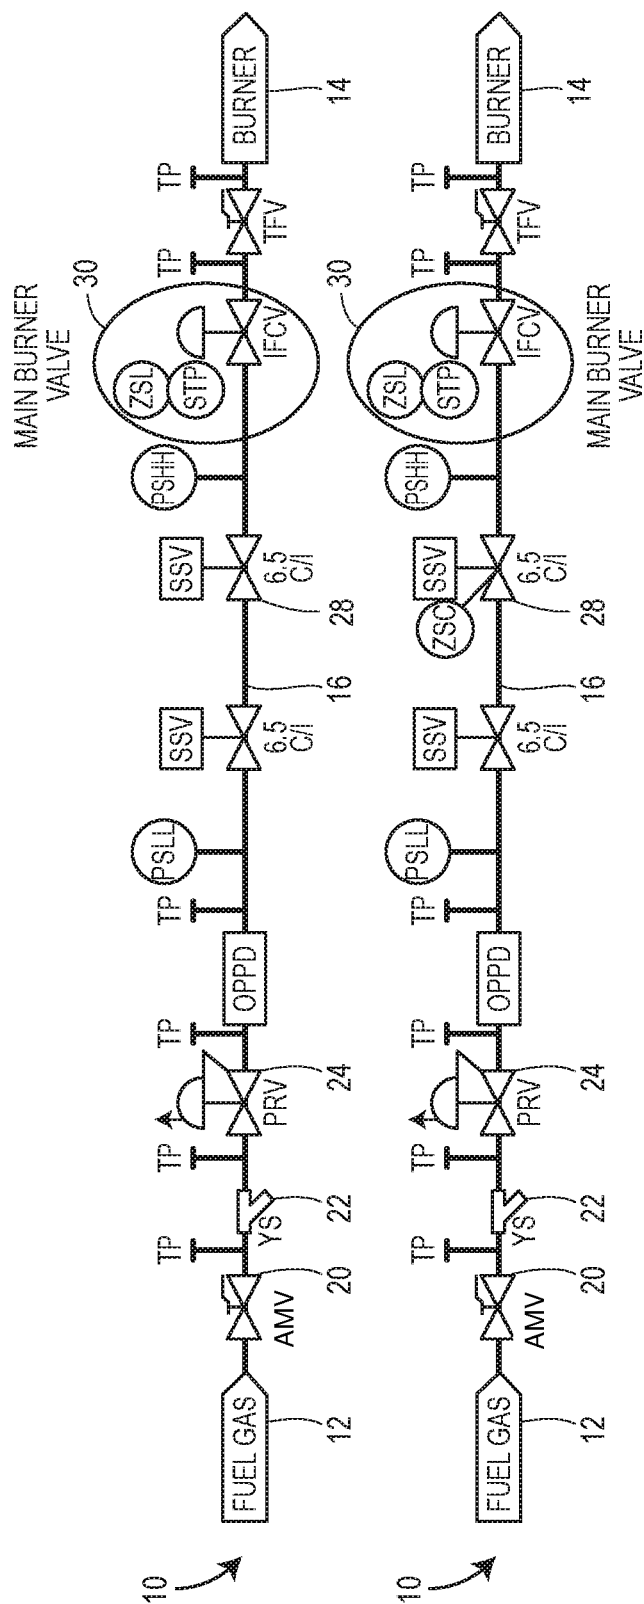 10
FUEL GAS
12
AMV
20
TP
YS
22
TP
PRV
24
TP
OPPD
TP
PSLL
SSV
6.5
C/I
16
SSV
6.5
C/I
28
PSHH
ZSL
STP
IFCV
30
MAIN BURNER
VALVE
TP
TFV
TP
BURNER
14
10
FUEL GAS
12
AMV
20
TP
YS
22
TP
PRV
24
TP
OPPD
TP
PSLL
SSV
6.5
C/I
16
SSV
ZSC
6.5
C/I
28
PSHH
ZSL
STP
IFCV
30
MAIN BURNER
VALVE
TP
TFV
TP
BURNER
14